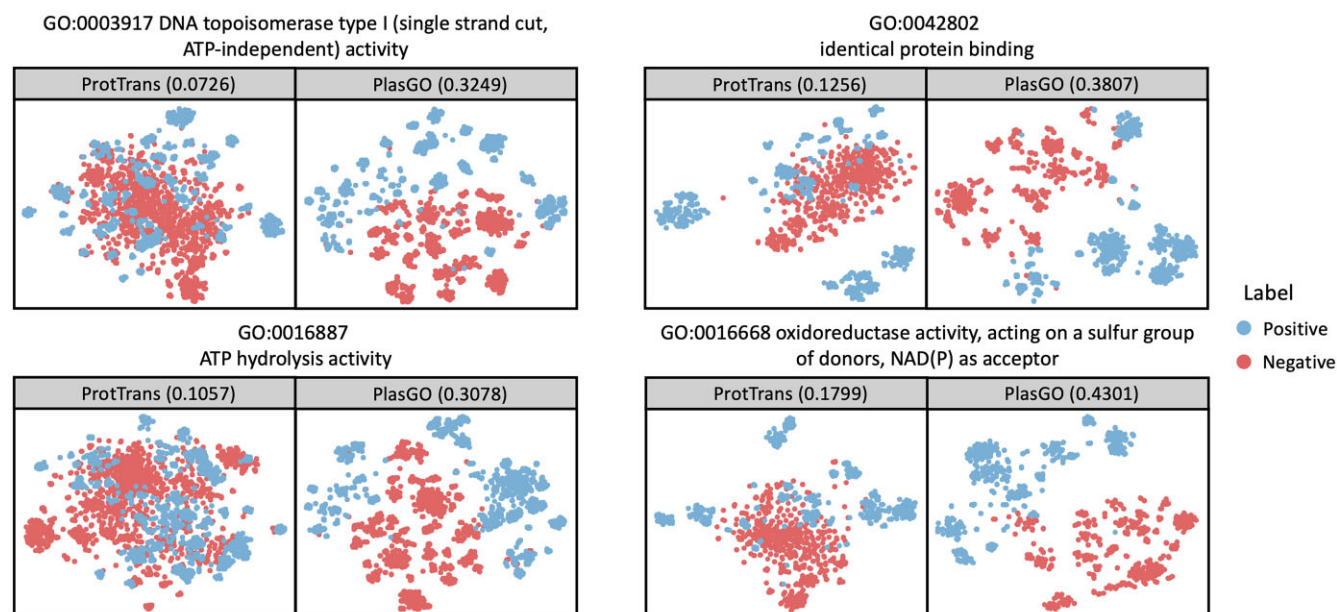 GO:0003917 DNA topoisomerase type I (single strand cut,
ATP-independent) activity
ProtTrans (0.0726)
PlasGO (0.3249)
GO:0042802
identical protein binding
ProtTrans (0.1256)
PlasGO (0.3807)
Label
Positive
Negative
GO:0016887
ATP hydrolysis activity
ProtTrans (0.1057)
PlasGO (0.3078)
GO:0016668 oxidoreductase activity, acting on a sulfur group
of donors, NAD(P) as acceptor
ProtTrans (0.1799)
PlasGO (0.4301)